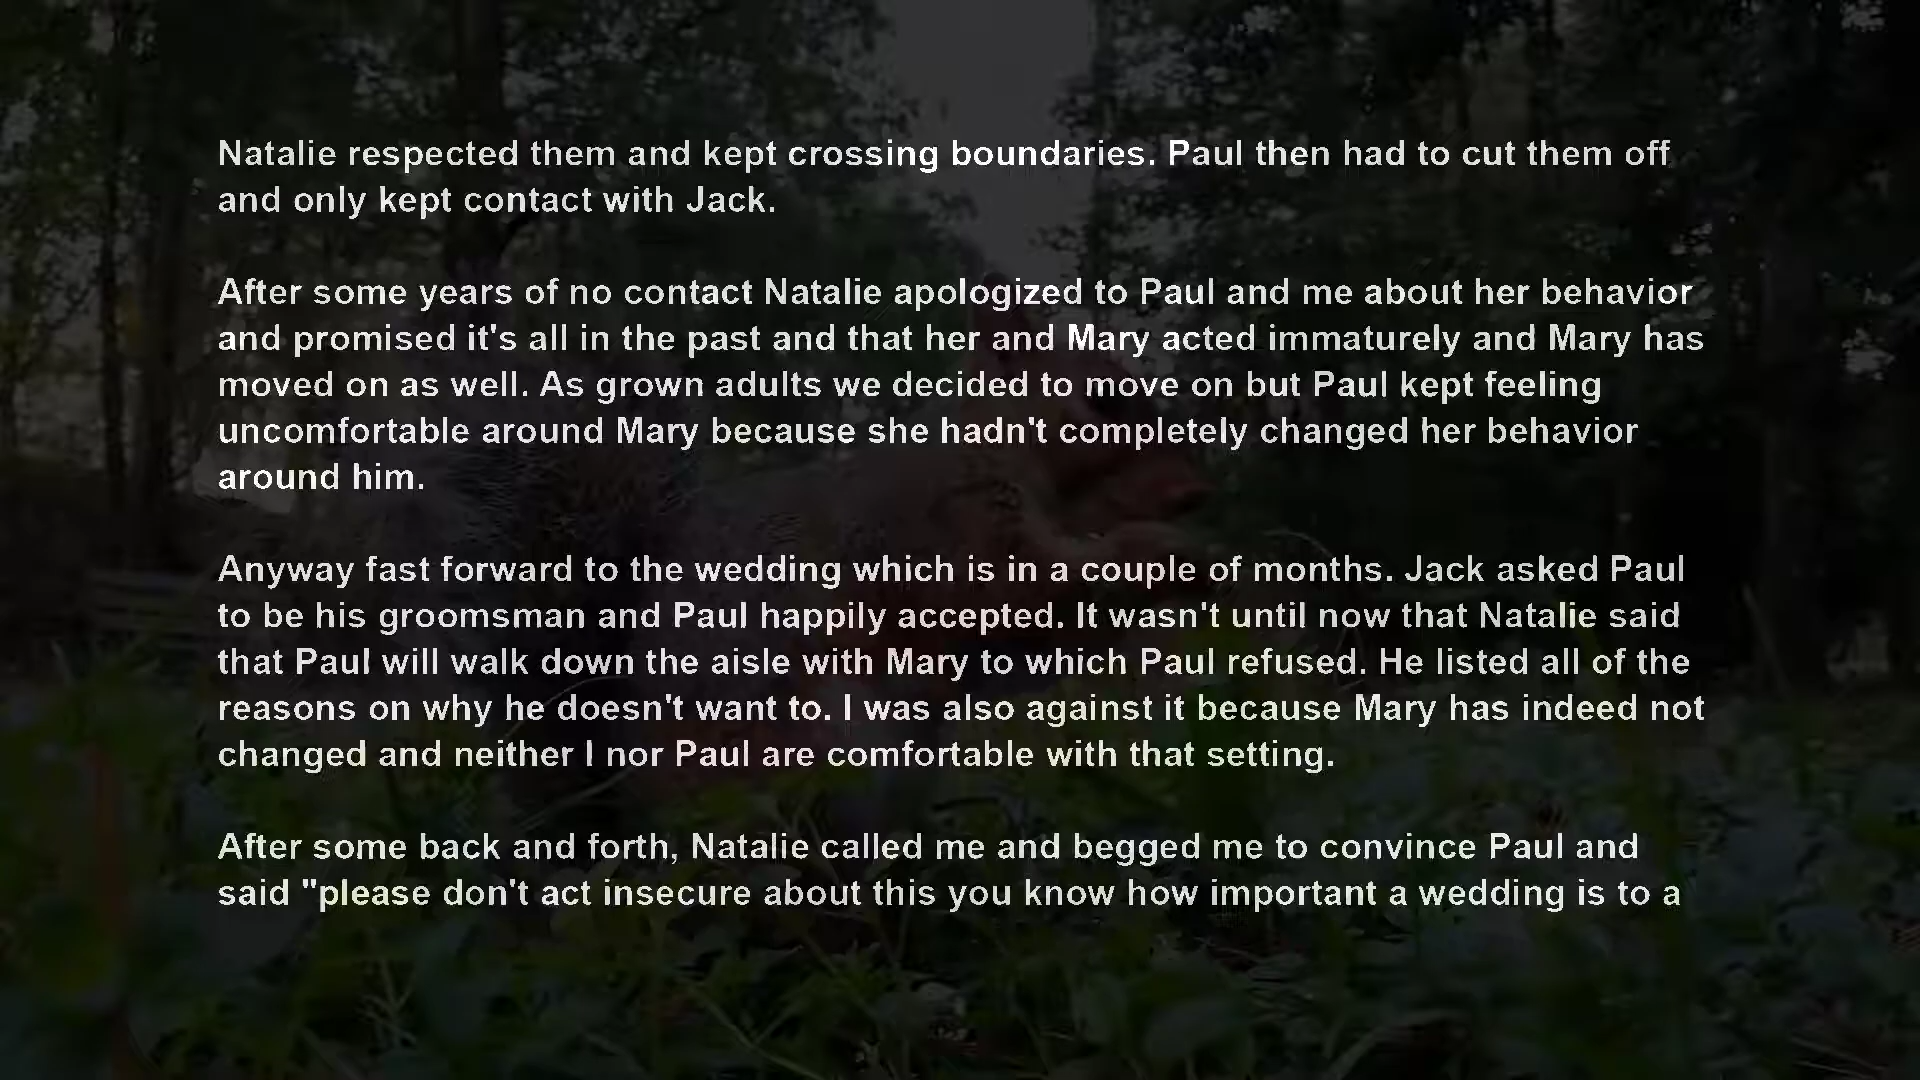 Natalie respected them and kept crossing boundaries. Paul then had to cut them off
and only kept contact with Jack.
After some years of no contact Natalie apologized to Paul and me about her behavior
and promised it's all in the past and that her and Mary acted immaturely and Mary has
moved on as well. As grown adults we decided to move on but Paul kept feeling
uncomfortable around Mary because she hadn't completely changed her behavior
around him.
Anyway fast forward to the wedding which is in a couple of months. Jack asked Paul
to be his groomsman and Paul happily accepted. It wasn't until now that Natalie said
that Paul will walk down the aisle with Mary to which Paul refused. He listed all of the
reasons on why he doesn't want to. I was also against it because Mary has indeed not
changed and neither I nor Paul are comfortable with that setting.
After some back and forth, Natalie called me and begged me to convince Paul and
said "please don't act insecure about this you know how important a wedding is to a